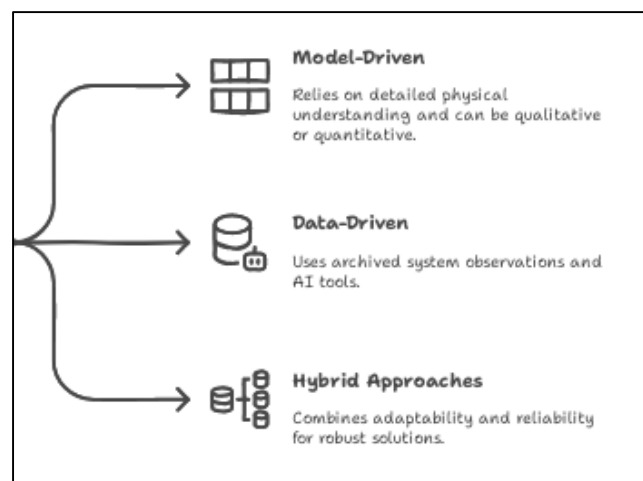 Model-Driven
Relies on detailed physical
understanding and can be qualitative
or quantitative.
Data-Driven
Uses archived system observations and
AI tools.
Hybrid Approaches
Combines adaptability and reliability
for robust solutions.